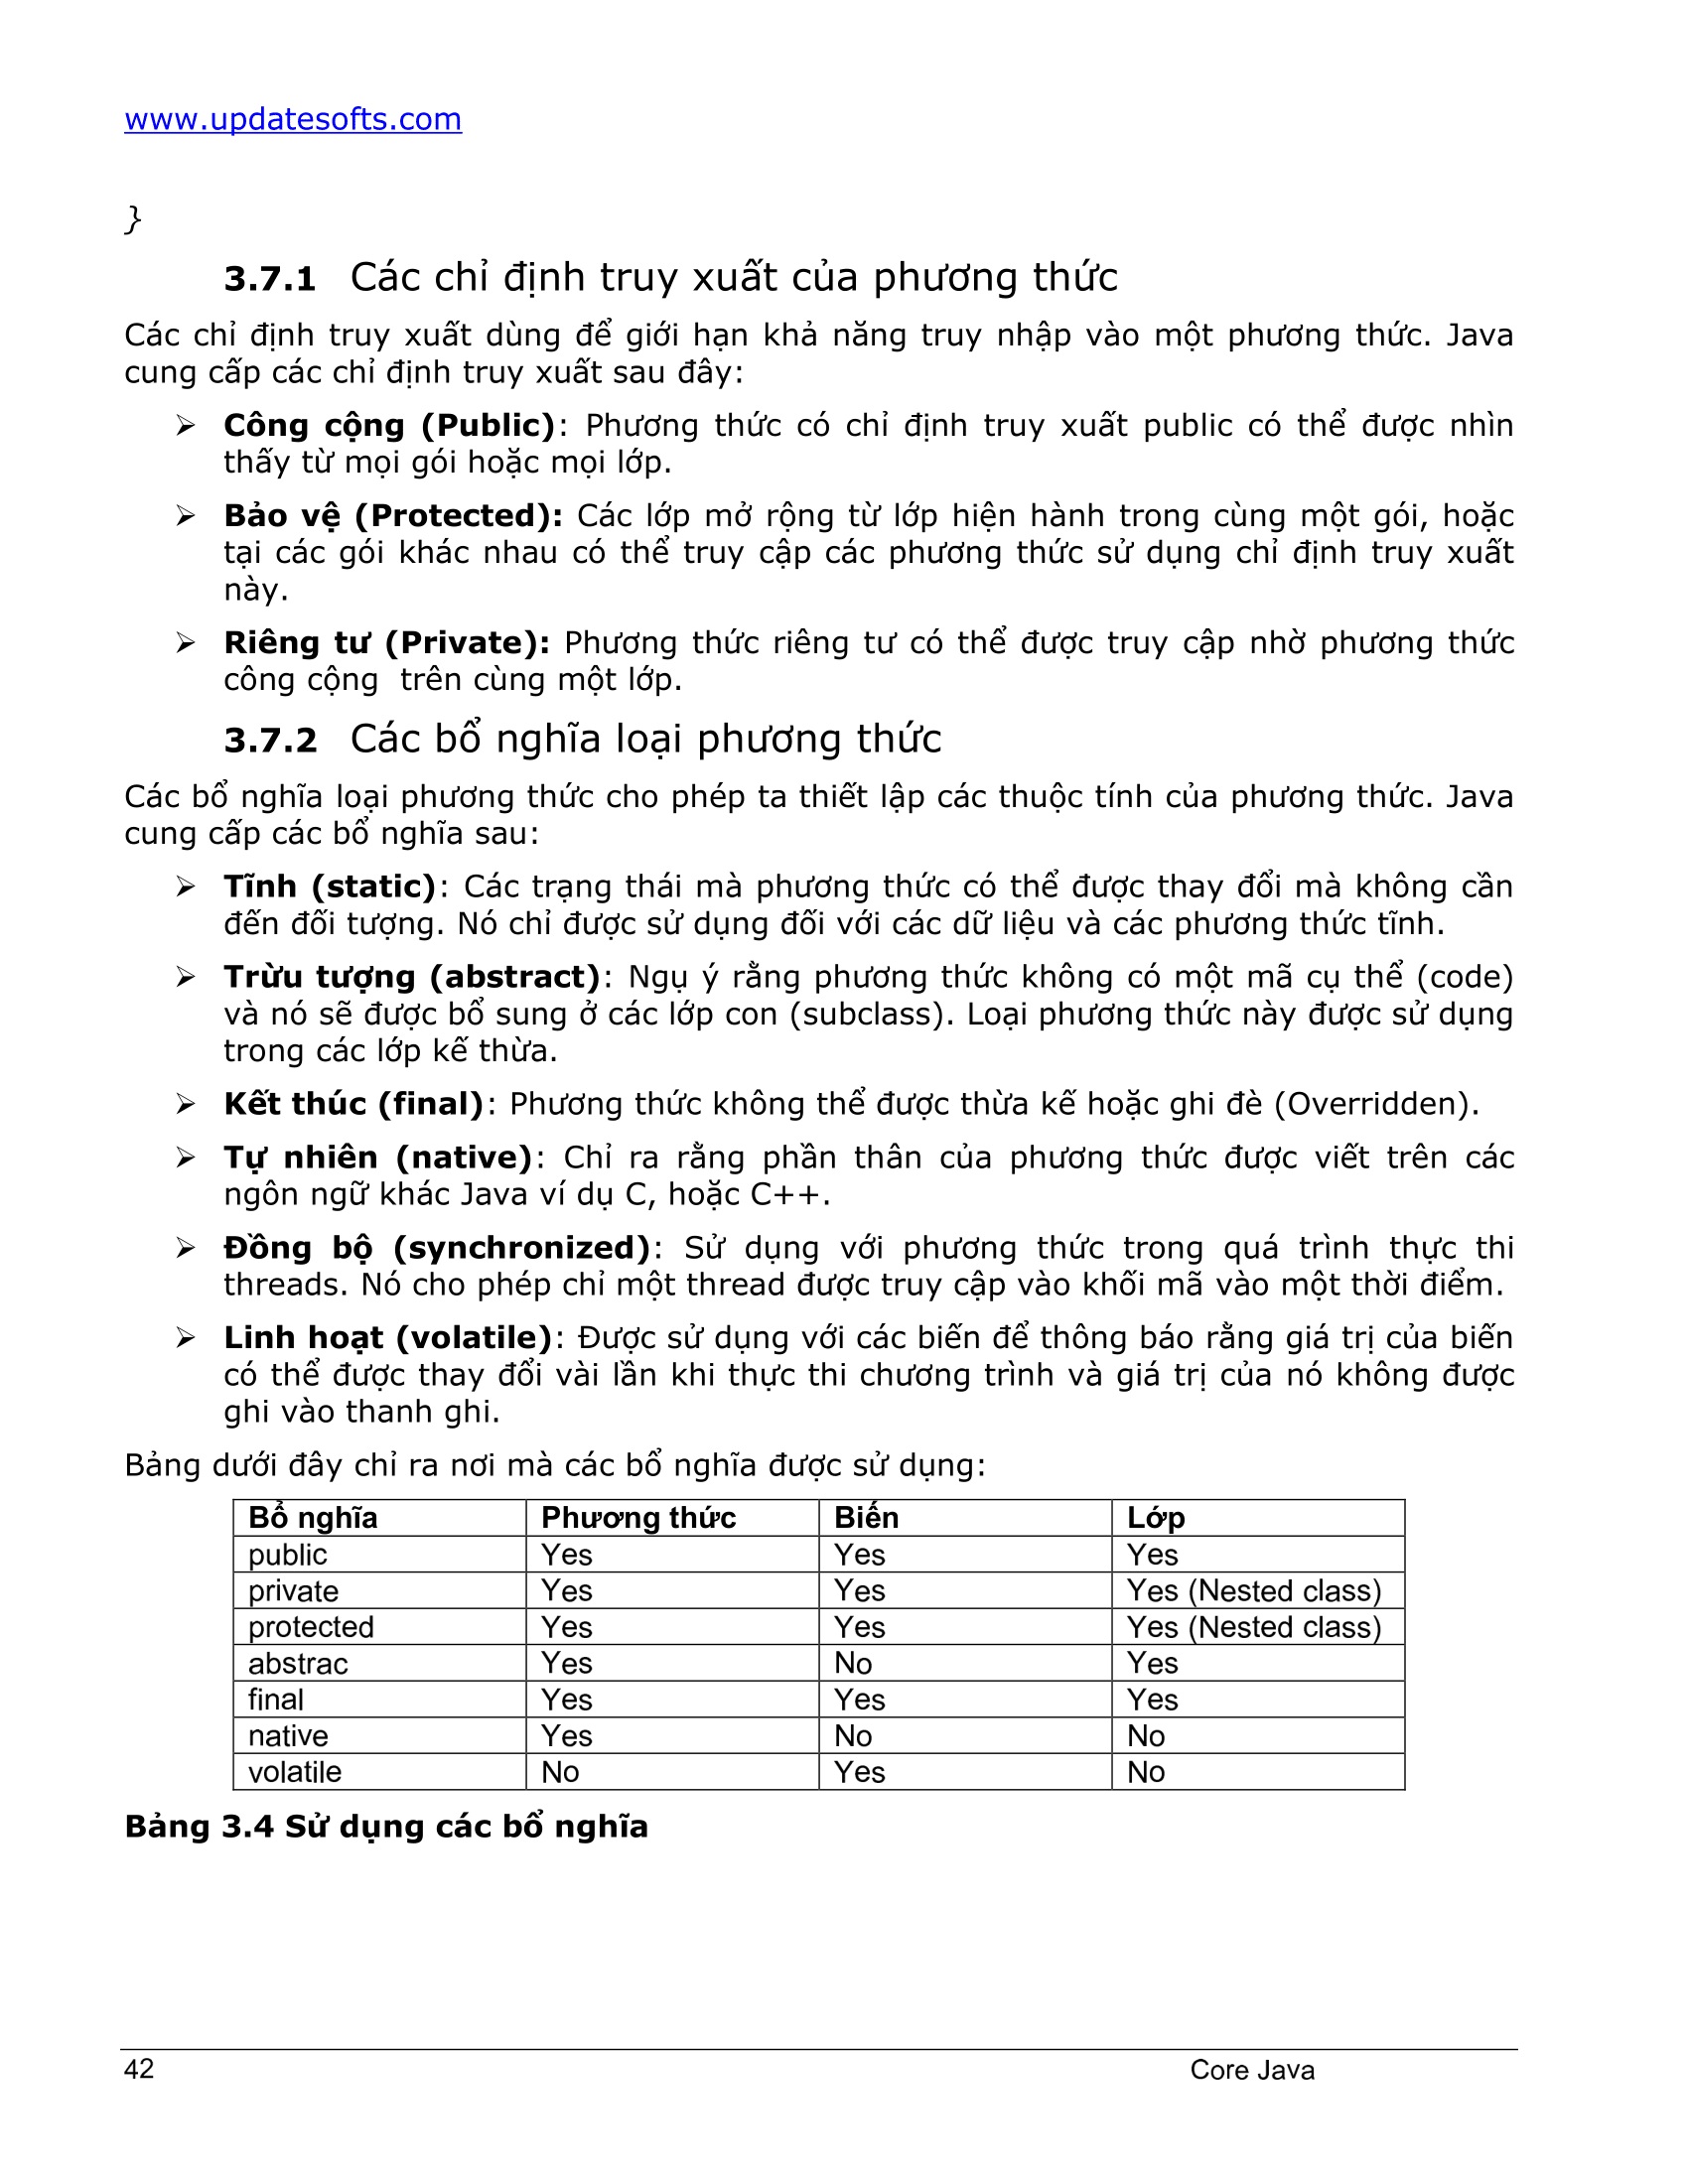 www.updatesofts.com
}
3.7.1 Các chỉ định truy xuất của phương thức
Các chỉ định truy xuất dùng để giới hạn khả năng truy nhập vào một phương thức. Java
cung cấp các chỉ định truy xuất sau đây:
➢ Công cộng (Public): Phương thức có chỉ định truy xuất public có thể được nhìn
thấy từ mọi gói hoặc mọi lớp.
➢ Bảo vệ (Protected): Các lớp mở rộng từ lớp hiện hành trong cùng một gói, hoặc
tại các gói khác nhau có thể truy cập các phương thức sử dụng chỉ định truy xuất
này.
➢ Riêng tư (Private): Phương thức riêng tư có thể được truy cập nhờ phương thức
công cộng trên cùng một lớp.
3.7.2 Các bổ nghĩa loại phương thức
Các bổ nghĩa loại phương thức cho phép ta thiết lập các thuộc tính của phương thức. Java
cung cấp các bổ nghĩa sau:
➢ Tĩnh (static): Các trạng thái mà phương thức có thể được thay đổi mà không cần
đến đối tượng. Nó chỉ được sử dụng đối với các dữ liệu và các phương thức tĩnh.
➢ Trừu tượng (abstract): Ngụ ý rằng phương thức không có một mã cụ thể (code)
và nó sẽ được bổ sung ở các lớp con (subclass). Loại phương thức này được sử dụng
trong các lớp kế thừa.
➢ Kết thúc (final): Phương thức không thể được thừa kế hoặc ghi đè (Overridden).
➢ Tự nhiên (native): Chỉ ra rằng phần thân của phương thức được viết trên các
ngôn ngữ khác Java ví dụ C, hoặc C++.
➢ Đồng bộ (synchronized): Sử dụng với phương thức trong quá trình thực thi
threads. Nó cho phép chỉ một thread được truy cập vào khối mã vào một thời điểm.
➢ Linh hoạt (volatile): Được sử dụng với các biến để thông báo rằng giá trị của biến
có thể được thay đổi vài lần khi thực thi chương trình và giá trị của nó không được
ghi vào thanh ghi.
Bảng dưới đây chỉ ra nơi mà các bổ nghĩa được sử dụng:
Bổ nghĩa Phương thức Biến Lớp
public Yes Yes Yes
private Yes Yes Yes (Nested class)
protected Yes Yes Yes (Nested class)
abstrac Yes No Yes
final Yes Yes Yes
native Yes No No
volatile No Yes No
Bảng 3.4 Sử dụng các bổ nghĩa
42 Core Java